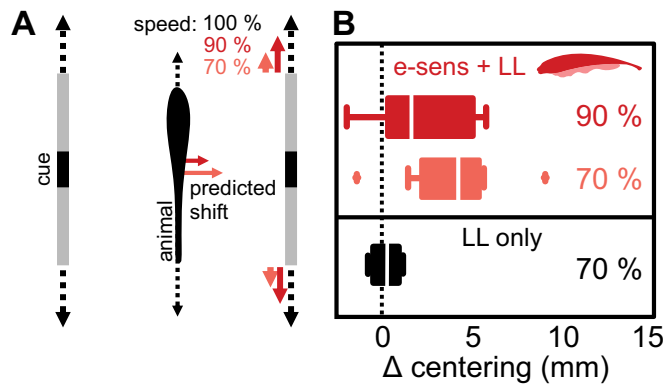 A
speed: 100 %
90 %
70 %
cue
animal
predicted
shift
B
e-sens + LL
90 %
70 %
LL only
70 %
0 5 10 15
Δ centering (mm)